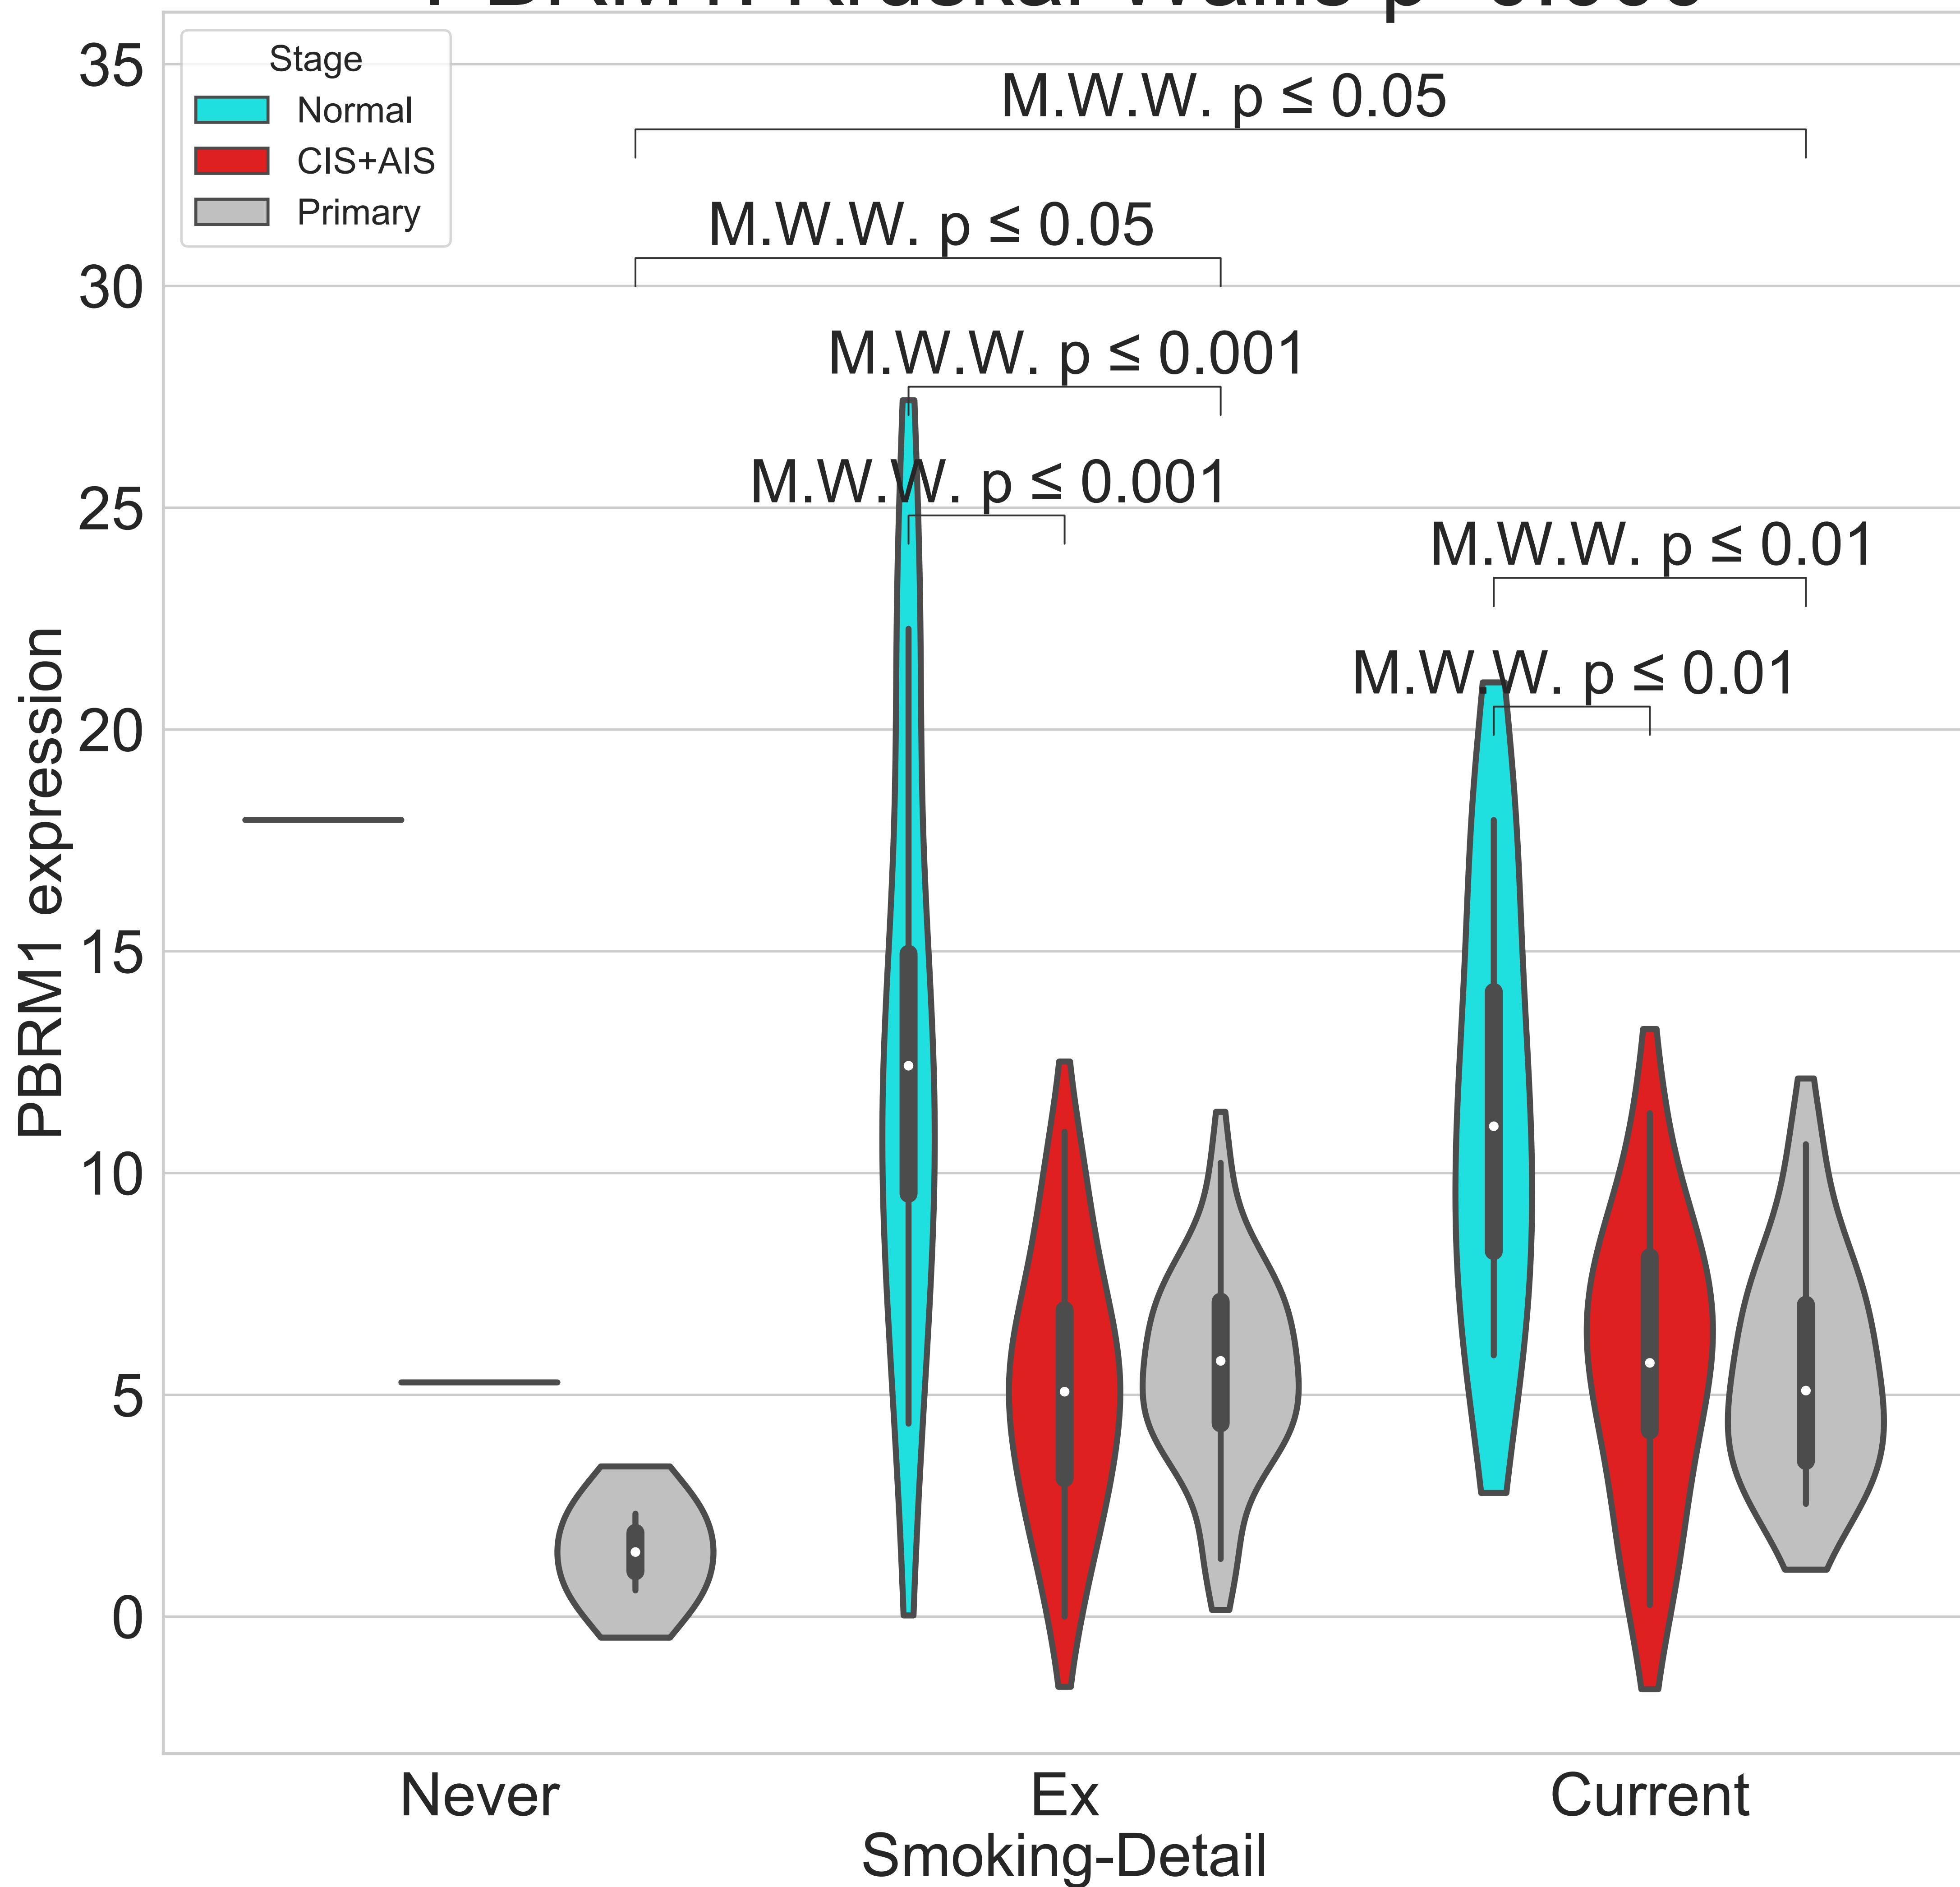 Stage
Normal
CIS+AIS
Primary
M.W.W. p ≤ 0.05
M.W.W. p ≤ 0.05
M.W.W. p ≤ 0.001
M.W.W. p ≤ 0.001
M.W.W. p ≤ 0.01
M.W.W. p ≤ 0.01
35
30
25
20
15
10
5
0
PBRM1 expression
Never
Ex
Current
Smoking-Detail